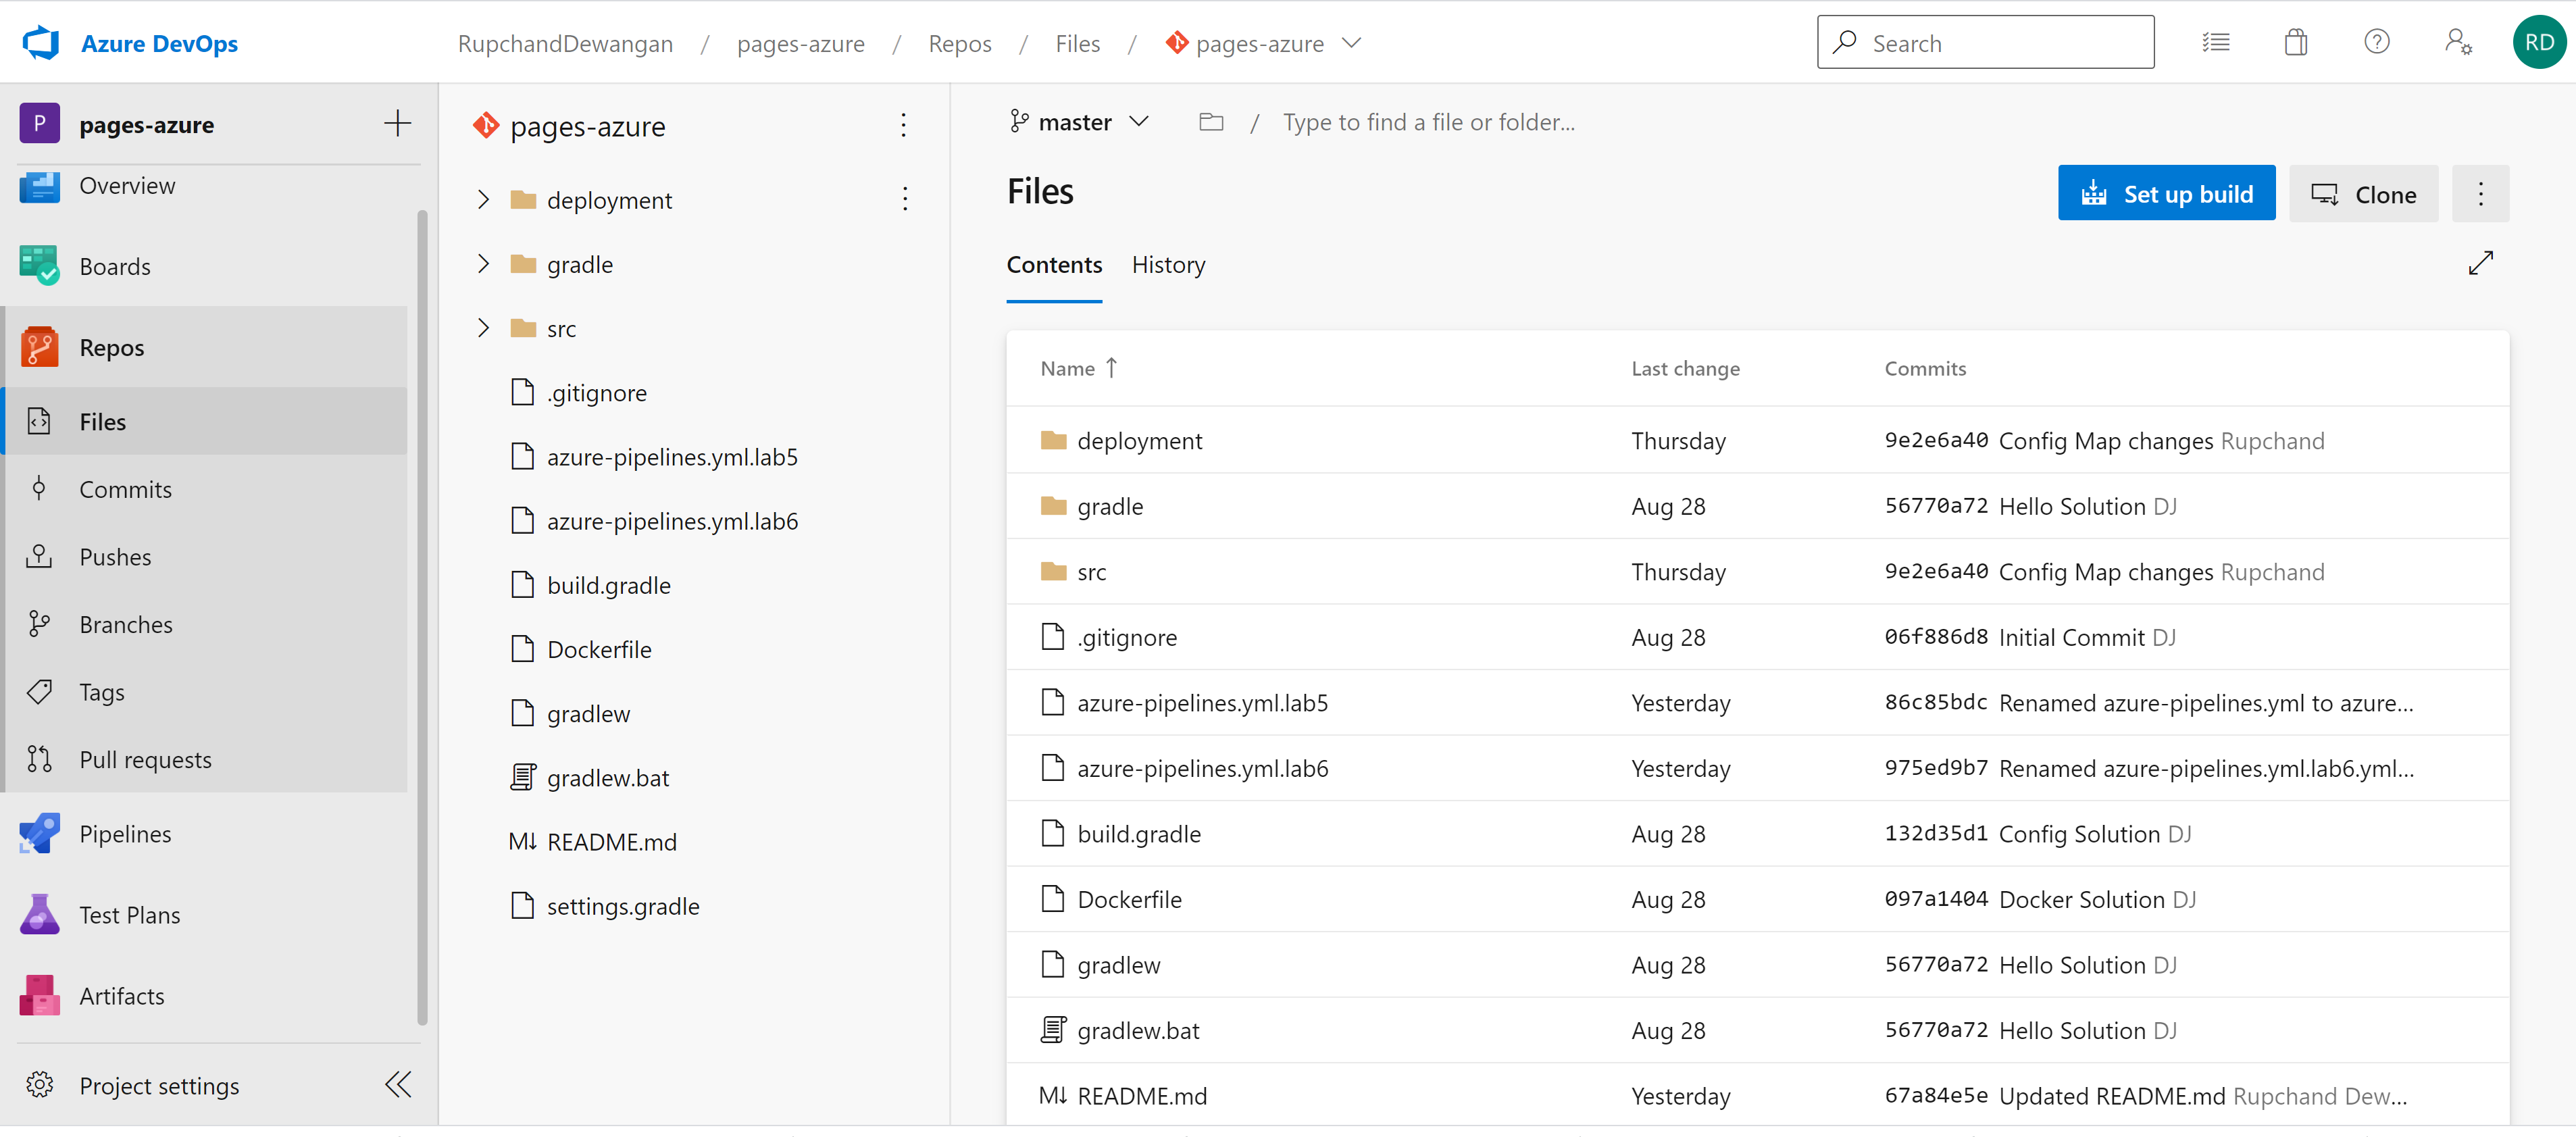 Azure DevOps
RupchandDewangan / pages-azure / Repos / Files / pages-azure
Search
RD
P pages-azure
Overview
Boards
Repos
Files
Commits
Pushes
Branches
Tags
Pull requests
Pipelines
Test Plans
Artifacts
Project settings
pages-azure
deployment
gradle
src
.gitignore
azure-pipelines.yml.lab5
azure-pipelines.yml.lab6
build.gradle
Dockerfile
gradlew
gradlew.bat
M↓ README.md
settings.gradle
master / Type to find a file or folder...
Files
Set up build
Clone
Contents History
Name ↑ Last change Commits
deployment Thursday 9e2e6a40 Config Map changes Rupchand
gradle Aug 28 56770a72 Hello Solution DJ
src Thursday 9e2e6a40 Config Map changes Rupchand
.gitignore Aug 28 06f886d8 Initial Commit DJ
azure-pipelines.yml.lab5 Yesterday 86c85bdc Renamed azure-pipelines.yml to azure...
azure-pipelines.yml.lab6 Yesterday 975ed9b7 Renamed azure-pipelines.yml.lab6.yml...
build.gradle Aug 28 132d35d1 Config Solution DJ
Dockerfile Aug 28 097a1404 Docker Solution DJ
gradlew Aug 28 56770a72 Hello Solution DJ
gradlew.bat Aug 28 56770a72 Hello Solution DJ
M↓ README.md Yesterday 67a84e5e Updated README.md Rupchand Dew...